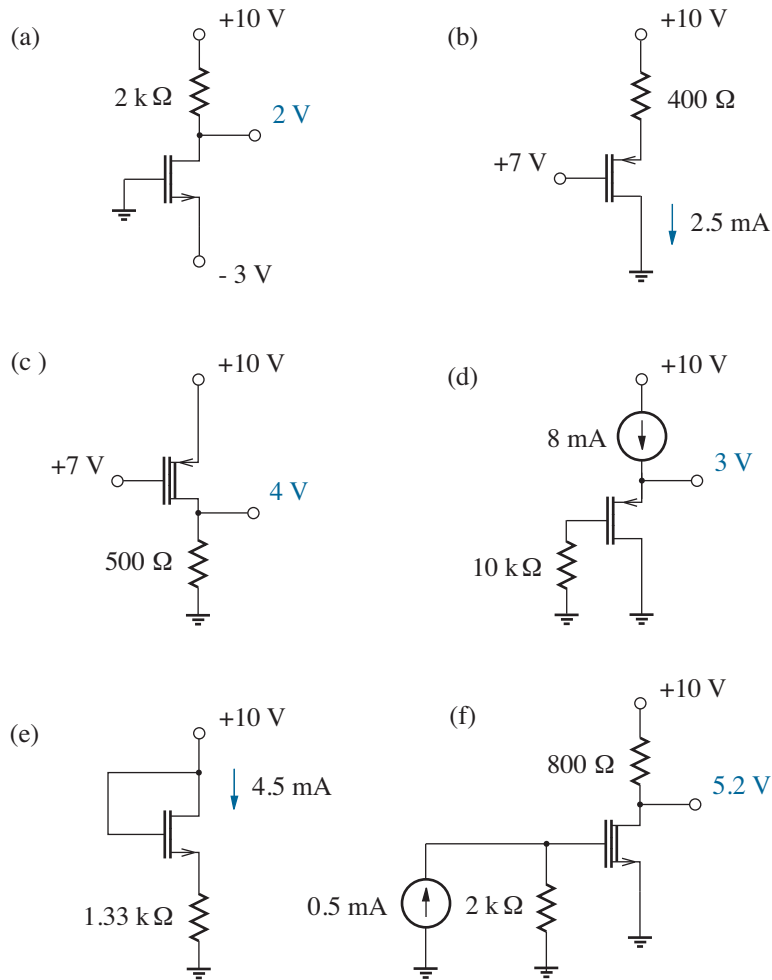 (a)
+10 V
2 kΩ
2 V
- 3 V
(b)
+10 V
400 Ω
+7 V
2.5 mA
(c )
+10 V
+7 V
4 V
500 Ω
(d)
+10 V
8 mA
3 V
10 kΩ
(e)
+10 V
4.5 mA
1.33 kΩ
(f)
+10 V
800 Ω
5.2 V
0.5 mA
2 kΩ